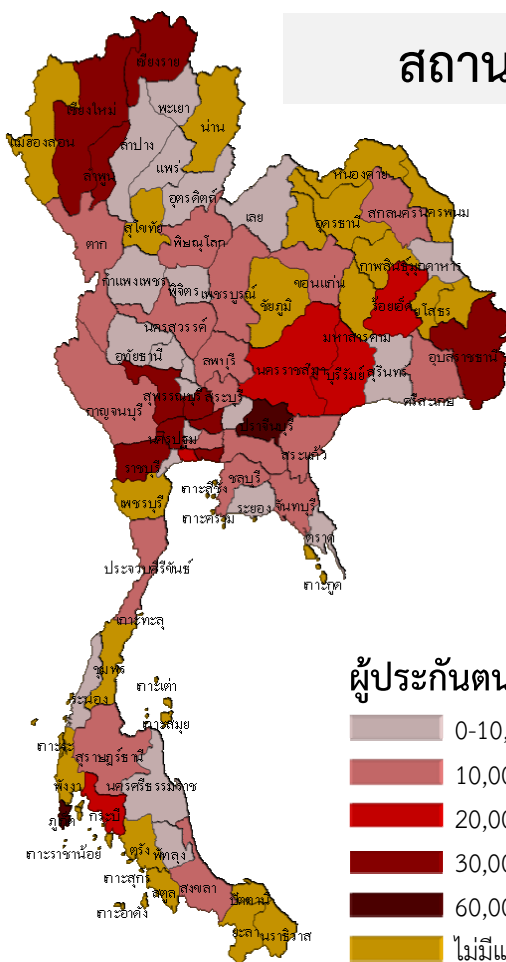 สถาน
เชียงราย
เชียงใหม่
พะเยา
น่าน
แม่ฮ่องสอน
ลำปาง
ลำพูน
แพร่
อุตรดิตถ์
เลย
หนองคาย
สกลนคร
นครพนม
อุดรธานี
สุโขทัย
ตาก
พิษณุโลก
กาฬสินธุ์
มุกดาหาร
กำแพงเพชร
พิจิตร
เพชรบูรณ์
ชัยภูมิ
ขอนแก่น
ร้อยเอ็ด
ยโสธร
นครสวรรค์
มหาสารคาม
อุทัยธานี
ลพบุรี
นครราชสีมา
บุรีรัมย์
สุรินทร์
อุบลราชธานี
ศรีสะเกษ
สุพรรณบุรี
สระบุรี
กาญจนบุรี
ปราจีนบุรี
นครปฐม
สระแก้ว
ราชบุรี
ชลบุรี
เพชรบุรี
เกาะสีชัง
ระยอง
จันทบุรี
เกาะคราม
ตราด
ประจวบคีรีขันธ์
เกาะกูด
เกาะทะลุ
ชุมพร
ผู้ประกันตน
เกาะเต่า
ระนอง
0-10,
เกาะสมุย
สุราษฎร์ธานี
10,00
พังงา
นครศรีธรรมราช
ภูเก็ต
กระบี่
20,00
เกาะราชาน้อย
ตรัง
พัทลุง
30,00
เกาะสุกร
สตูล
สงขลา
60,00
เกาะอาดัง
ยะลา
นราธิวาส
ไม่มีแ